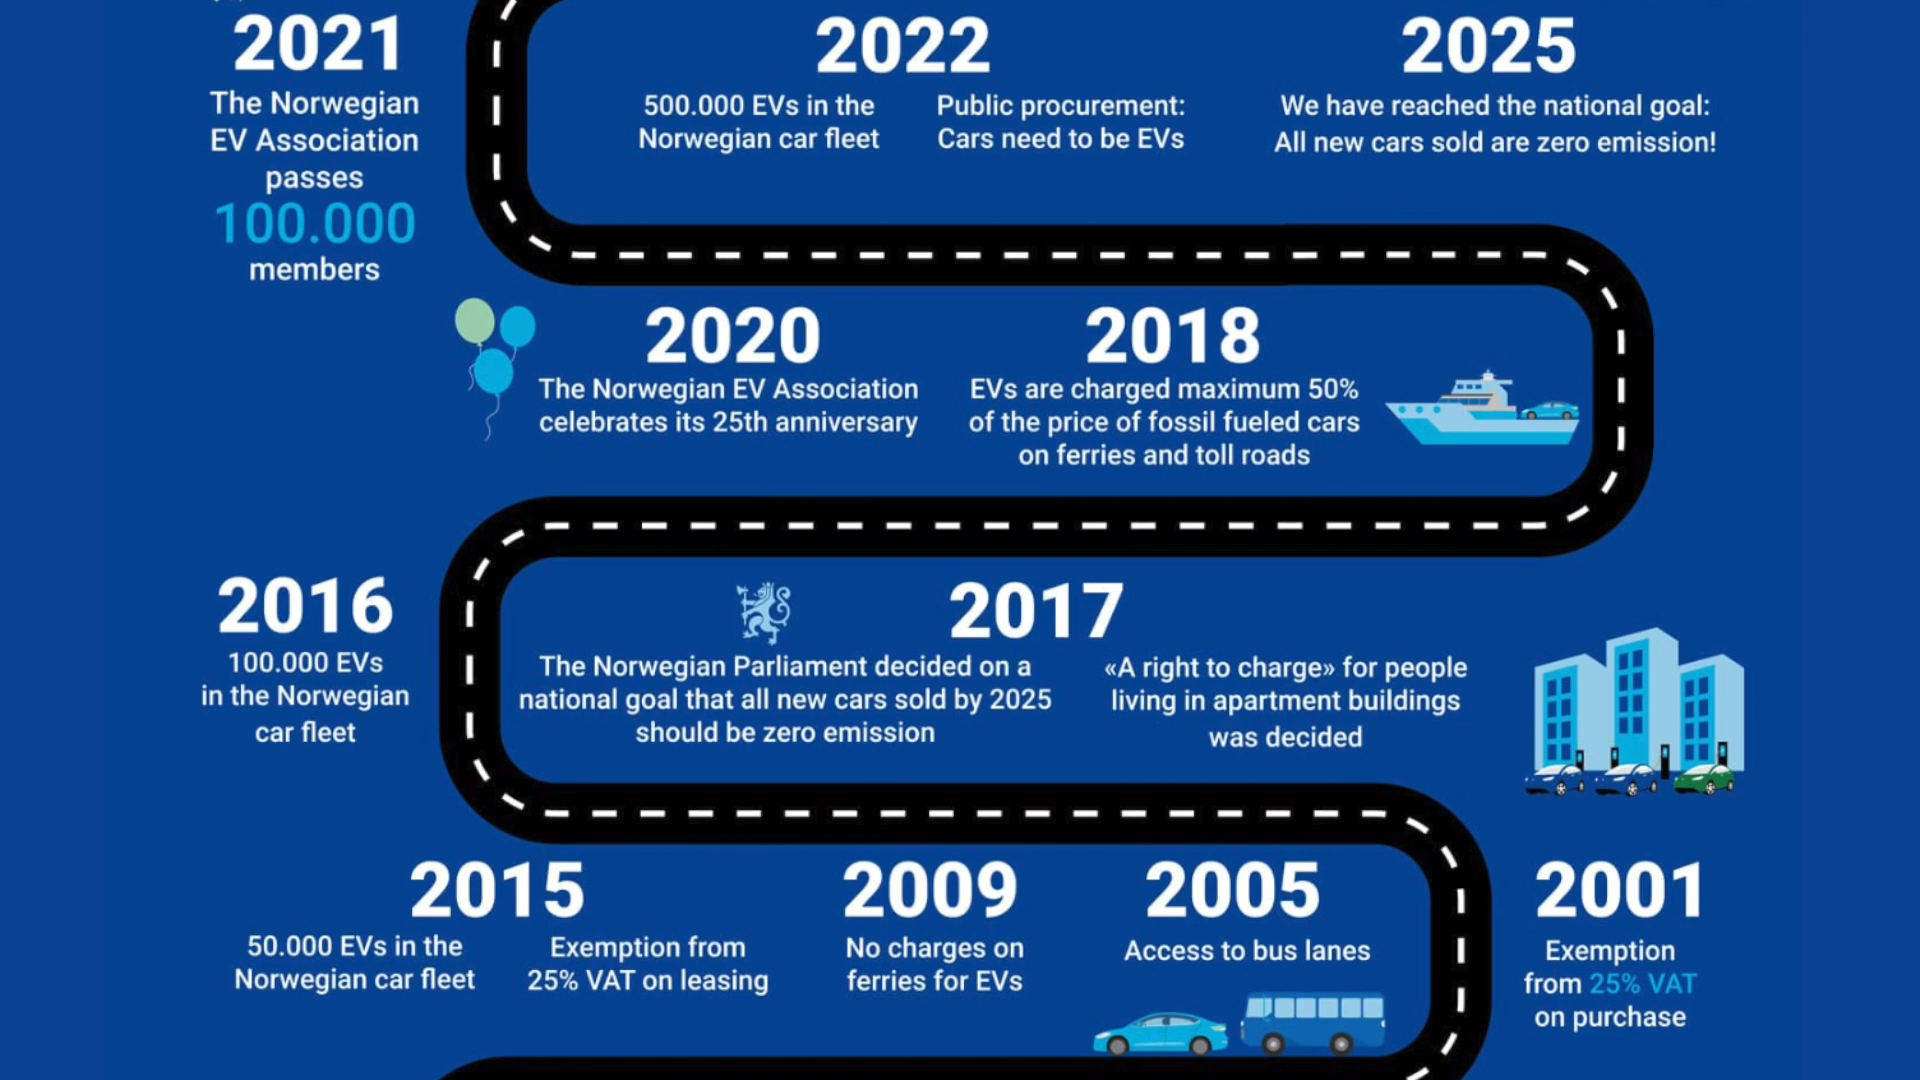 2021
The Norwegian
EV Association
passes
100.000
members
2022
500.000 EVs in the
Norwegian car fleet
Public procurement:
Cars need to be EVs
2025
We have reached the national goal:
All new cars sold are zero emission!
2020
The Norwegian EV Association
celebrates its 25th anniversary
2018
EVs are charged maximum 50%
of the price of fossil fueled cars
on ferries and toll roads
2016
100.000 EVs
in the Norwegian
car fleet
2017
The Norwegian Parliament decided on a
national goal that all new cars sold by 2025
should be zero emission
«A right to charge» for people
living in apartment buildings
was decided
2015
50.000 EVs in the
Norwegian car fleet
Exemption from
25% VAT on leasing
2009
No charges on
ferries for EVs
2005
Access to bus lanes
2001
Exemption
from 25% VAT
on purchase